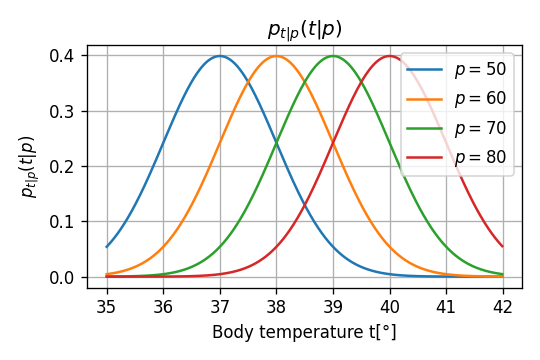 p_{t|p}(t|p)
p_{t|p}(t|p)
0.4
0.3
0.2
0.1
0.0
p = 50
p = 60
p = 70
p = 80
35 36 37 38 39 40 41 42
Body temperature t[°]